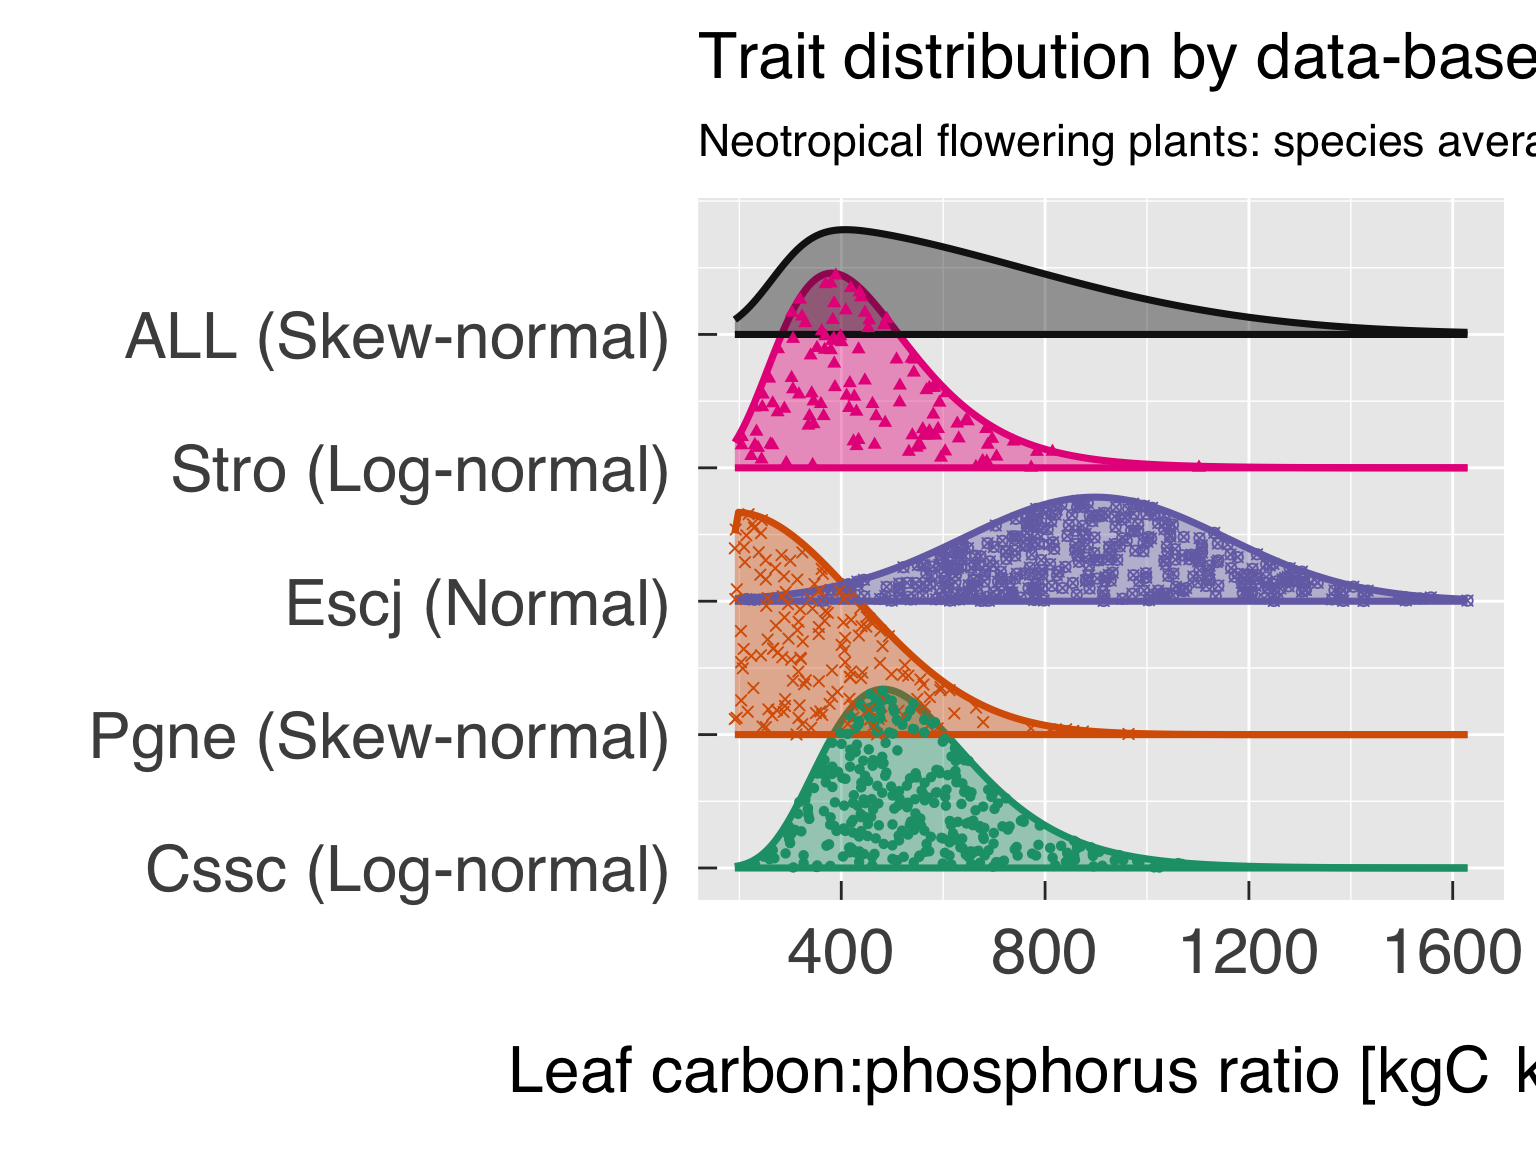 Trait distribution by data-base
Neotropical flowering plants: species avera
ALL (Skew-normal)
Stro (Log-normal)
Escj (Normal)
Pgne (Skew-normal)
Cssc (Log-normal)
400 800 1200 1600
Leaf carbon:phosphorus ratio [kgC k